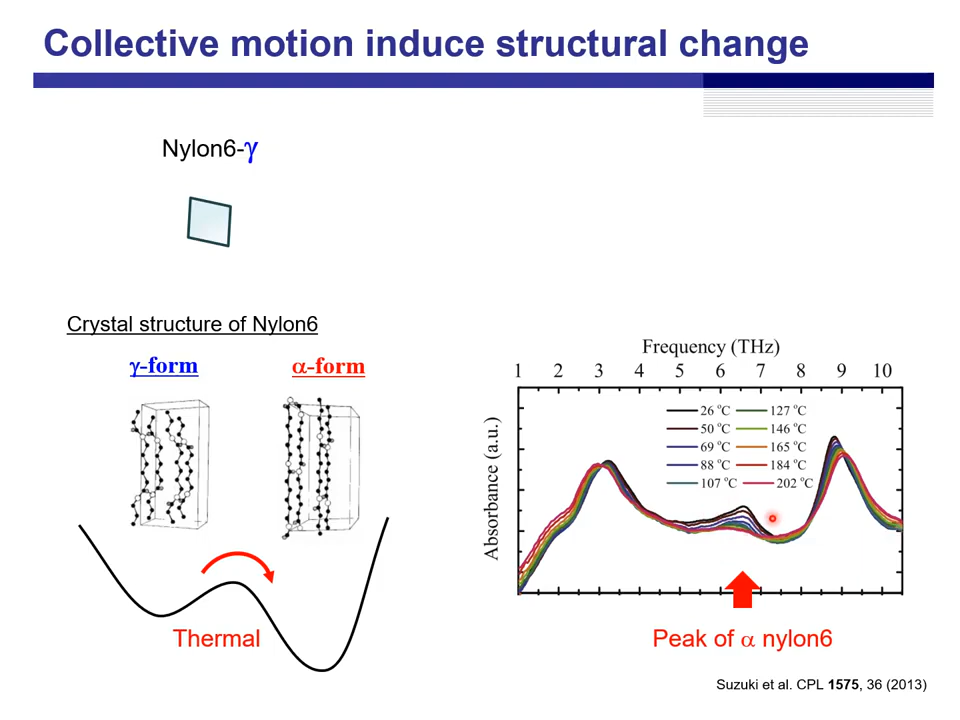 Collective motion induce structural change
Nylon6-γ
Crystal structure of Nylon6
γ-form
α-form
Thermal
Frequency (THz)
1 2 3 4 5 6 7 8 9 10
Absorbance (a.u.)
26 °C 127 °C
50 °C 146 °C
69 °C 165 °C
88 °C 184 °C
107 °C 202 °C
Peak of α nylon6
Suzuki et al. CPL 1575, 36 (2013)